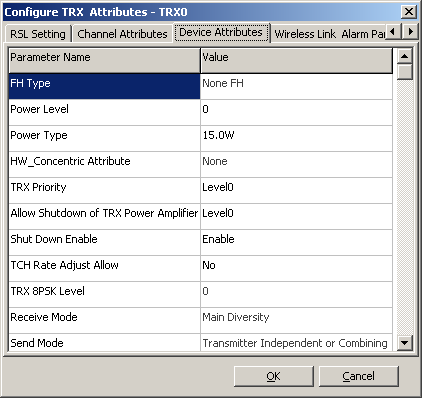 Configure TRX  Attributes - TRX0
RSL Setting Channel Attributes Device Attributes Wireless Link Alarm Par
Parameter Name Value
FH Type None FH
Power Level 0
Power Type 15.0W
HW_Concentric Attribute None
TRX Priority Level0
Allow Shutdown of TRX Power Amplifier Level0
Shut Down Enable Enable
TCH Rate Adjust Allow No
TRX 8PSK Level 0
Receive Mode Main Diversity
Send Mode Transmitter Independent or Combining
OK Cancel